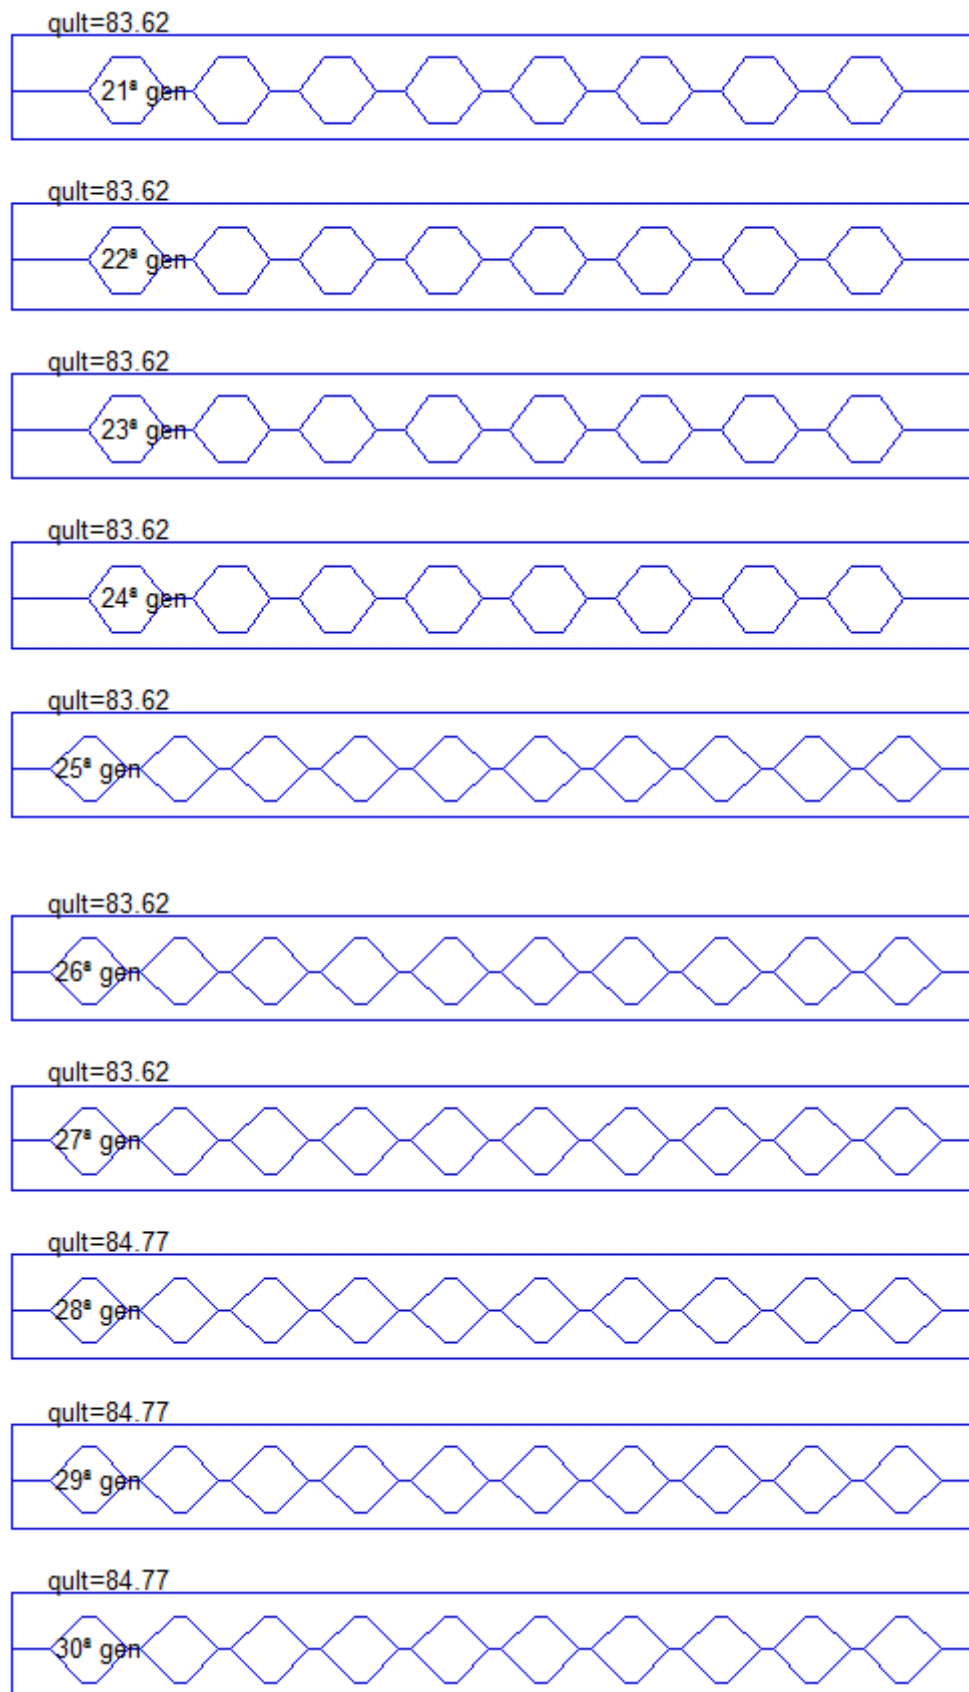 qult=83.62
21ª gen
qult=83.62
22ª gen
qult=83.62
23ª gen
qult=83.62
24ª gen
qult=83.62
25ª gen
qult=83.62
26ª gen
qult=83.62
27ª gen
qult=84.77
28ª gen
qult=84.77
29ª gen
qult=84.77
30ª gen